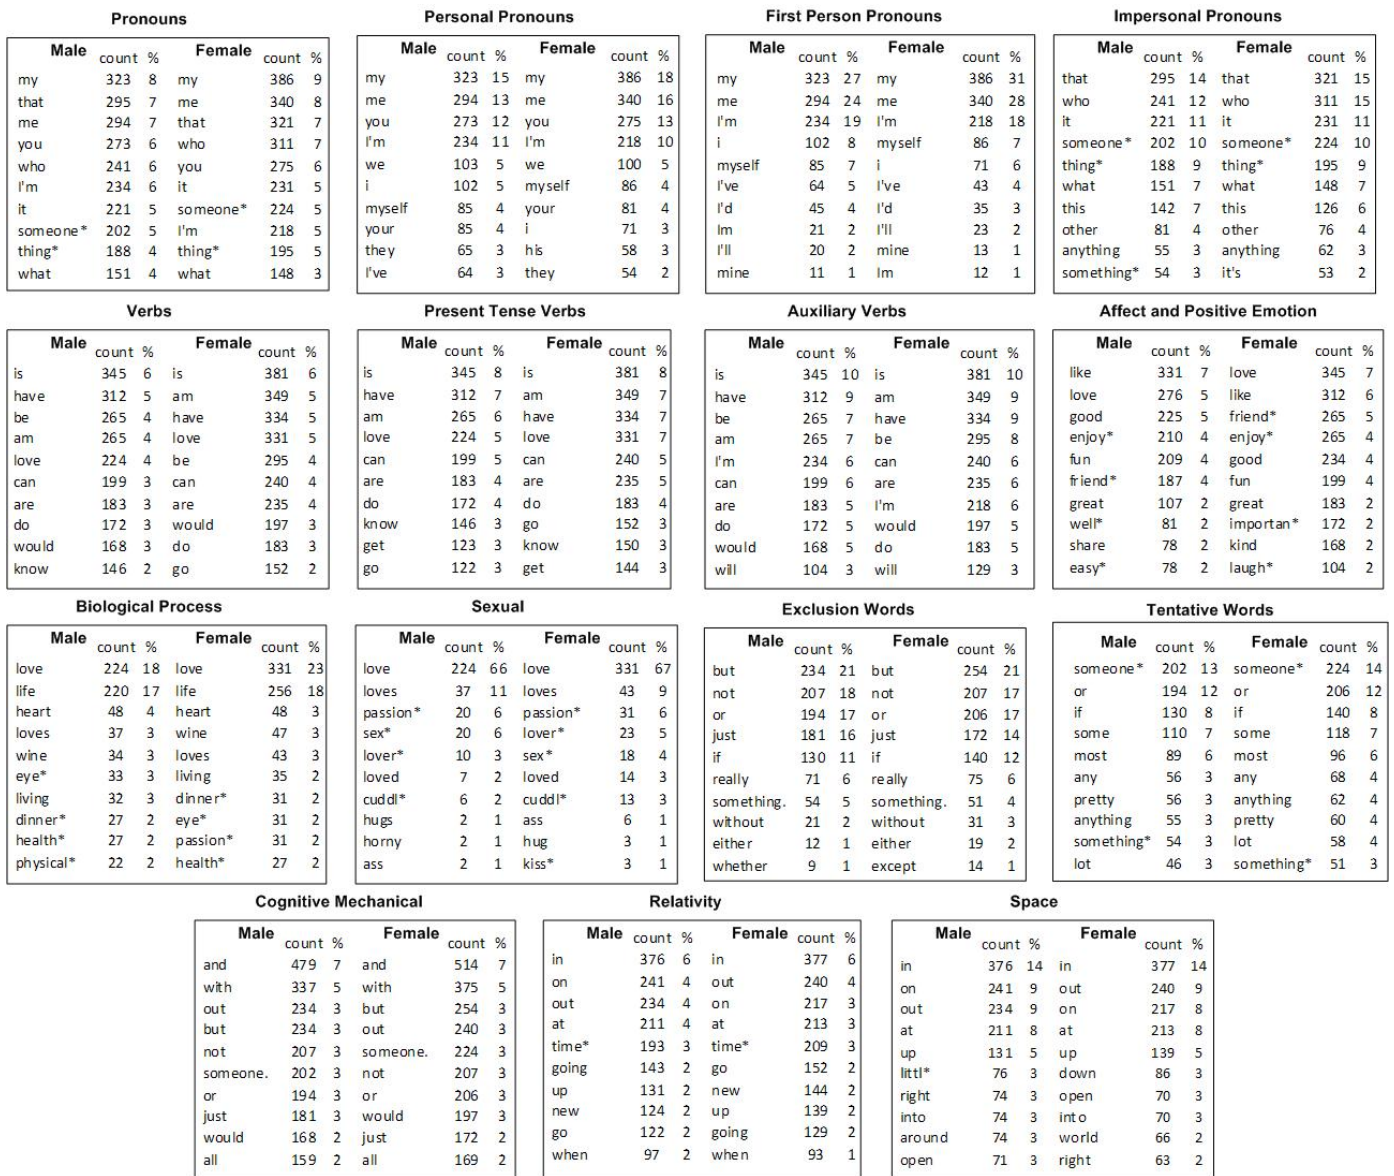 Pronouns
Male count % Female count %
my 323 8 my 386 9
that 295 7 me 340 8
me 294 7 that 321 7
you 273 6 who 311 7
who 241 6 you 275 6
I'm 234 6 it 231 5
it 221 5 someone* 224 5
someone* 202 5 I'm 218 5
thing* 188 4 thing* 195 5
what 151 4 what 148 3
Personal Pronouns
Male count % Female count %
my 323 15 my 386 18
me 294 13 me 340 16
you 273 12 you 275 13
I'm 234 11 I'm 218 10
we 103 5 we 100 5
i 102 5 myself 86 4
myself 85 4 your 81 4
your 85 4 i 71 3
they 65 3 his 58 3
I've 64 3 they 54 2
First Person Pronouns
Male count % Female count %
my 323 27 my 386 31
me 294 24 me 340 28
I'm 234 19 I'm 218 18
i 102 8 myself 86 7
myself 85 7 i 71 6
I've 64 5 I've 43 4
I'd 45 4 I'd 35 3
Im 21 2 I'll 23 2
I'll 20 2 mine 13 1
mine 11 1 Im 12 1
Impersonal Pronouns
Male count % Female count %
that 295 14 that 321 15
who 241 12 who 311 15
it 221 11 it 231 11
someone* 202 10 someone* 224 10
thing* 188 9 thing* 195 9
what 151 7 what 148 7
this 142 7 this 126 6
other 81 4 other 76 4
anything 55 3 anything 62 3
something* 54 3 it's 53 2
Verbs
Male count % Female count %
is 345 6 is 381 6
have 312 5 am 349 5
be 265 4 have 334 5
am 265 4 love 331 5
love 224 4 be 295 4
can 199 3 can 240 4
are 183 3 are 235 4
do 172 3 would 197 3
would 168 3 do 183 3
know 146 2 go 152 2
Present Tense Verbs
Male count % Female count %
is 345 8 is 381 8
have 312 7 am 349 7
am 265 6 have 334 7
love 224 5 love 331 7
can 199 5 can 240 5
are 183 4 are 235 5
do 172 4 do 183 4
know 146 3 go 152 3
get 123 3 know 150 3
go 122 3 get 144 3
Auxiliary Verbs
Male count % Female count %
is 345 10 is 381 10
have 312 9 am 349 9
be 265 7 have 334 9
am 265 7 be 295 8
I'm 234 6 can 240 6
can 199 6 are 235 6
are 183 5 I'm 218 6
do 172 5 would 197 5
would 168 5 do 183 5
will 104 3 will 129 3
Affect and Positive Emotion
Male count % Female count %
like 331 7 love 345 7
love 276 5 like 312 6
good 225 5 friend* 265 5
enjoy* 210 4 enjoy* 265 4
fun 209 4 good 234 4
friend* 187 4 fun 199 4
great 107 2 great 183 2
well* 81 2 importan* 172 2
share 78 2 kind 168 2
easy* 78 2 laugh* 104 2
Biological Process
Male count % Female count %
love 224 18 love 331 23
life 220 17 life 256 18
heart 48 4 heart 48 3
loves 37 3 wine 47 3
wine 34 3 loves 43 3
eye* 33 3 living 35 2
living 32 3 dinner* 31 2
dinner* 27 2 eye* 31 2
health* 27 2 passion* 31 2
physical* 22 2 health* 27 2
Sexual
Male count % Female count %
love 224 66 love 331 67
loves 37 11 loves 43 9
passion* 20 6 passion* 31 6
sex* 20 6 lover* 23 5
lover* 10 3 sex* 18 4
loved 7 2 loved 14 3
cuddl* 6 2 cuddl* 13 3
hugs 2 1 ass 6 1
horny 2 1 hug 3 1
ass 2 1 kiss* 3 1
Exclusion Words
Male count % Female count %
but 234 21 but 254 21
not 207 18 not 207 17
or 194 17 or 206 17
just 181 16 just 172 14
if 130 11 if 140 12
really 71 6 really 75 6
something. 54 5 something. 51 4
without 21 2 without 31 3
either 12 1 either 19 2
whether 9 1 except 14 1
Tentative Words
Male count % Female count %
someone* 202 13 someone* 224 14
or 194 12 or 206 12
if 130 8 if 140 8
some 110 7 some 118 7
most 89 6 most 96 6
any 56 3 any 68 4
pretty 56 3 anything 62 4
anything 55 3 pretty 60 4
something* 54 3 lot 58 4
lot 46 3 something* 51 3
Cognitive Mechanical
Male count % Female count %
and 479 7 and 514 7
with 337 5 with 375 5
out 234 3 but 254 3
but 234 3 out 240 3
not 207 3 someone. 224 3
someone. 202 3 not 207 3
or 194 3 or 206 3
just 181 3 would 197 3
would 168 2 just 172 2
all 159 2 all 169 2
Relativity
Male count % Female count %
in 376 6 in 377 6
on 241 4 out 240 4
out 234 4 on 217 3
at 211 4 at 213 3
time* 193 3 time* 209 3
going 143 2 go 152 2
up 131 2 new 144 2
new 124 2 up 139 2
go 122 2 going 129 2
when 97 2 when 93 1
Space
Male count % Female count %
in 376 14 in 377 14
on 241 9 out 240 9
out 234 9 on 217 8
at 211 8 at 213 8
up 131 5 up 139 5
littl* 76 3 down 86 3
right 74 3 open 70 3
into 74 3 into 70 3
around 74 3 world 66 2
open 71 3 right 63 2